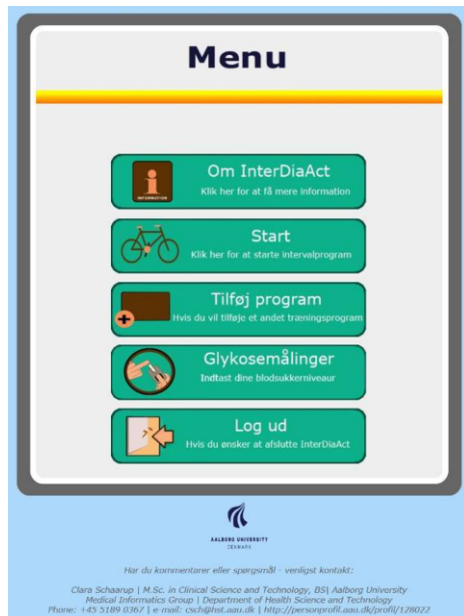 Menu
Om InterDiaAct
Klik her for at få mere information
INFORMATION
Start
Klik her for at starte intervalprogram
Tilføj program
Hvis du vil tilføje et andet træningsprogram
Glykosemålinger
Indtast dine blodsukkerniveaur
Log ud
Hvis du ønsker at afslutte InterDiaAct
AALBORG UNIVERSITY
DENMARK
Har du kommentarer eller spørgsmål - venligst kontakt:
Clara Schaarup | M.Sc. in Clinical Science and Technology, BSc| Aalborg University
Medical Informatics Group | Department of Health Science and Technology
Phone: +45 5189 0367 | e-mail: csch@hst.aau.dk | http://personprofil.aau.dk/profil/128022